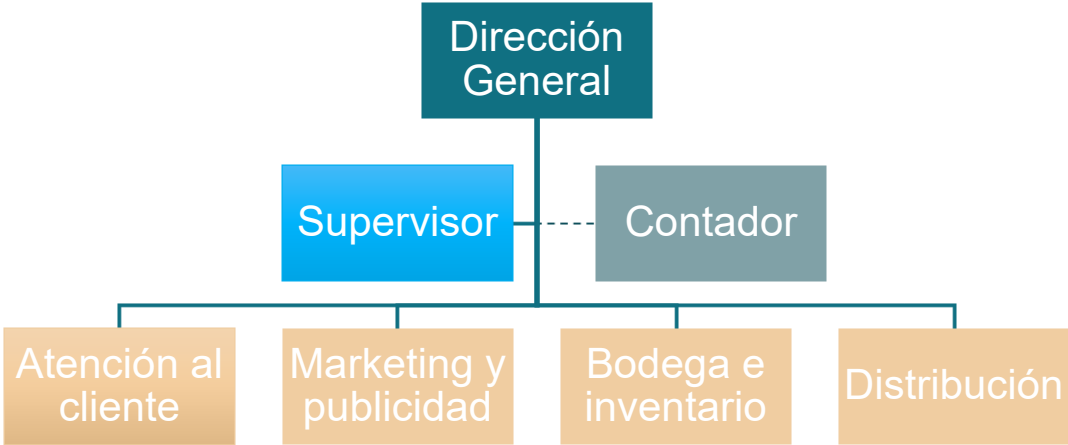 Dirección
General
Supervisor
Contador
Atención al
cliente
Marketing y
publicidad
Bodega e
inventario
Distribución